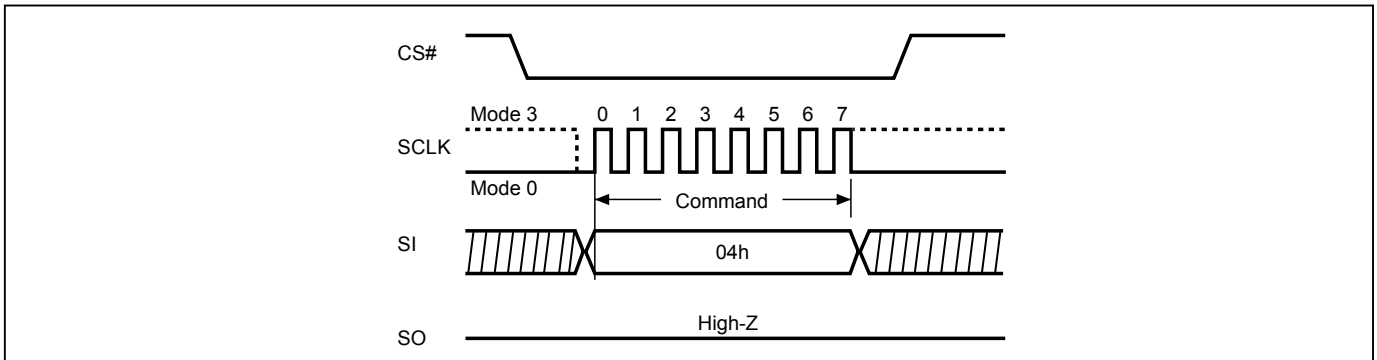 CS#
Mode 3 0 1 2 3 4 5 6 7
SCLK
Mode 0
Command
SI 04h
High-Z
SO